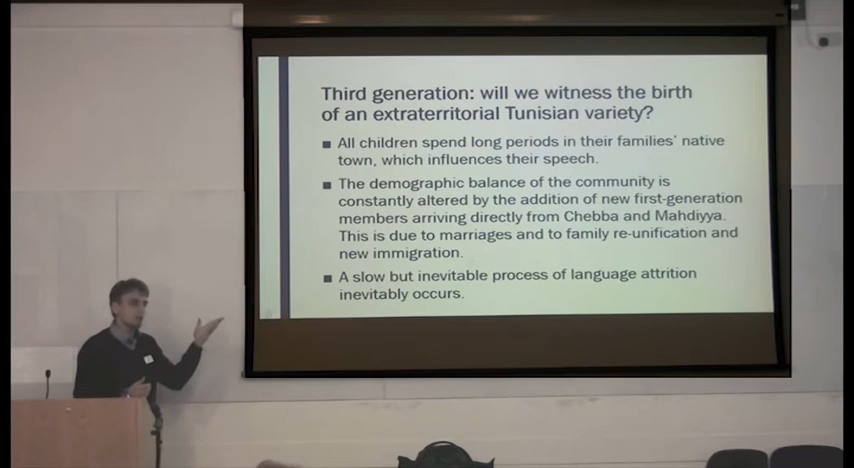 Third generation: will we witness the birth
of an extraterritorial Tunisian variety?
■ All children spend long periods in their families' native
town, which influences their speech.
■ The demographic balance of the community is
constantly altered by the addition of new first-generation
members arriving directly from Chebba and Mahdiyya.
This is due to marriages and to family re-unification and
new immigration.
■ A slow but inevitable process of language attrition
inevitably occurs.